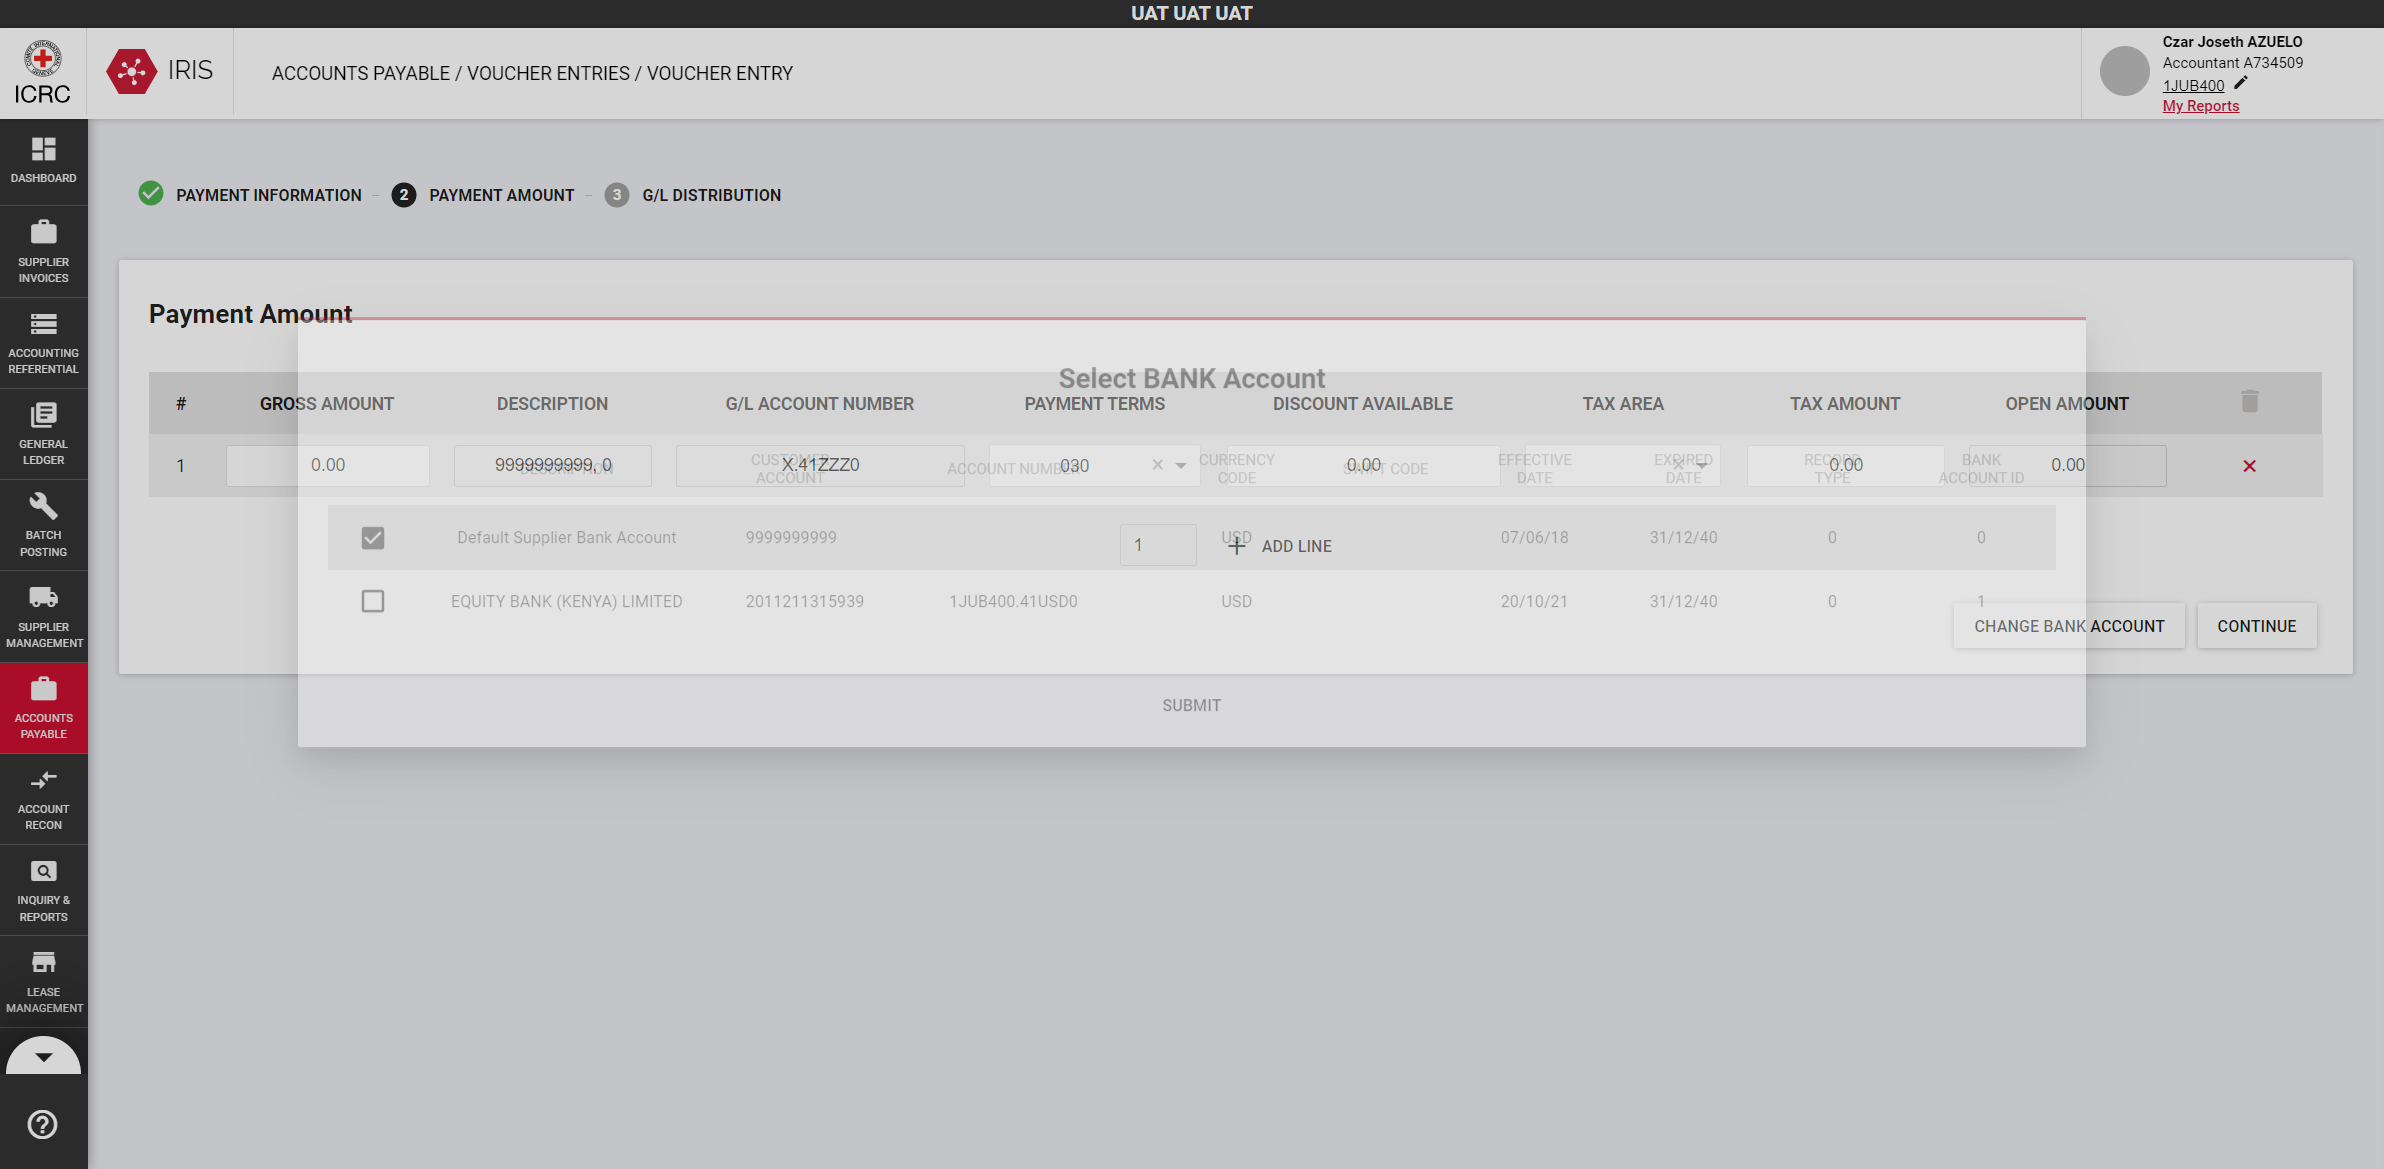 UAT UAT UAT
ICRC
IRIS
ACCOUNTS PAYABLE / VOUCHER ENTRIES / VOUCHER ENTRY
Czar Joseth AZUELO
Accountant A734509
1JUB400
My Reports
DASHBOARD
SUPPLIER
INVOICES
ACCOUNTING
REFERENTIAL
GENERAL
LEDGER
BATCH
POSTING
SUPPLIER
MANAGEMENT
ACCOUNTS
PAYABLE
ACCOUNT
RECON
INQUIRY &
REPORTS
LEASE
MANAGEMENT
PAYMENT INFORMATION
2 PAYMENT AMOUNT
3 G/L DISTRIBUTION
Payment Amount
Select BANK Account
# GROSS AMOUNT DESCRIPTION G/L ACCOUNT NUMBER PAYMENT TERMS DISCOUNT AVAILABLE TAX AREA TAX AMOUNT OPEN AMOUNT
1 0.00 9999999999, 0 X.41ZZZ0 030 0.00 0.00 0.00
DESCRIPTION CUSTOMER ACCOUNT ACCOUNT NUMBER CURRENCY CODE SWIFT CODE EFFECTIVE DATE EXPIRED DATE RECORD TYPE BANK ACCOUNT ID
Default Supplier Bank Account 9999999999 USD 07/06/18 31/12/40 0 0
1 ADD LINE
EQUITY BANK (KENYA) LIMITED 2011211315939 1JUB400.41USD0 USD 20/10/21 31/12/40 0 1
CHANGE BANK ACCOUNT
CONTINUE
SUBMIT